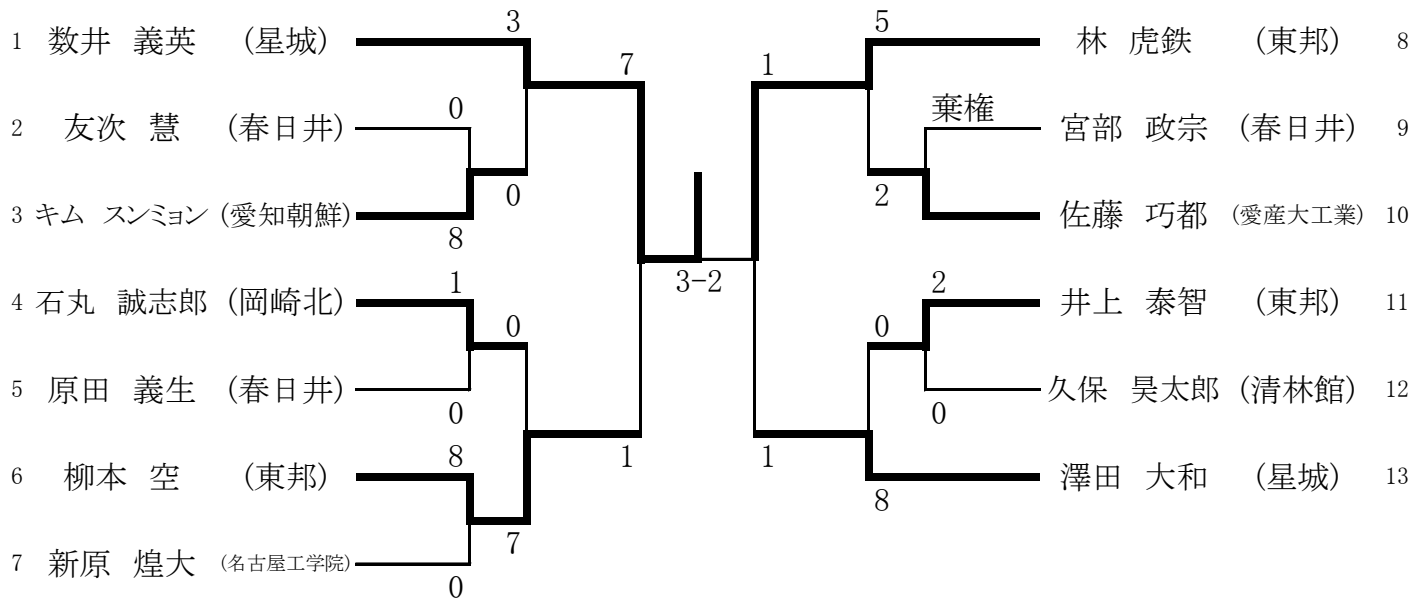 3
5
1 数井 義英 (星城)
林 虎鉄 (東邦) 8
7
1
0
棄権
2 友次 慧 (春日井)
宮部 政宗 (春日井) 9
0
2
3 キム スンミョン (愛知朝鮮)
佐藤 巧都 (愛産大工業) 10
8
3-2
1
2
4 石丸 誠志郎 (岡崎北)
井上 泰智 (東邦) 11
0
0
5 原田 義生 (春日井)
久保 昊太郎 (清林館) 12
0
0
8
1
1
6 柳本 空 (東邦)
澤田 大和 (星城) 13
8
7
7 新原 煌大 (名古屋工学院)
0